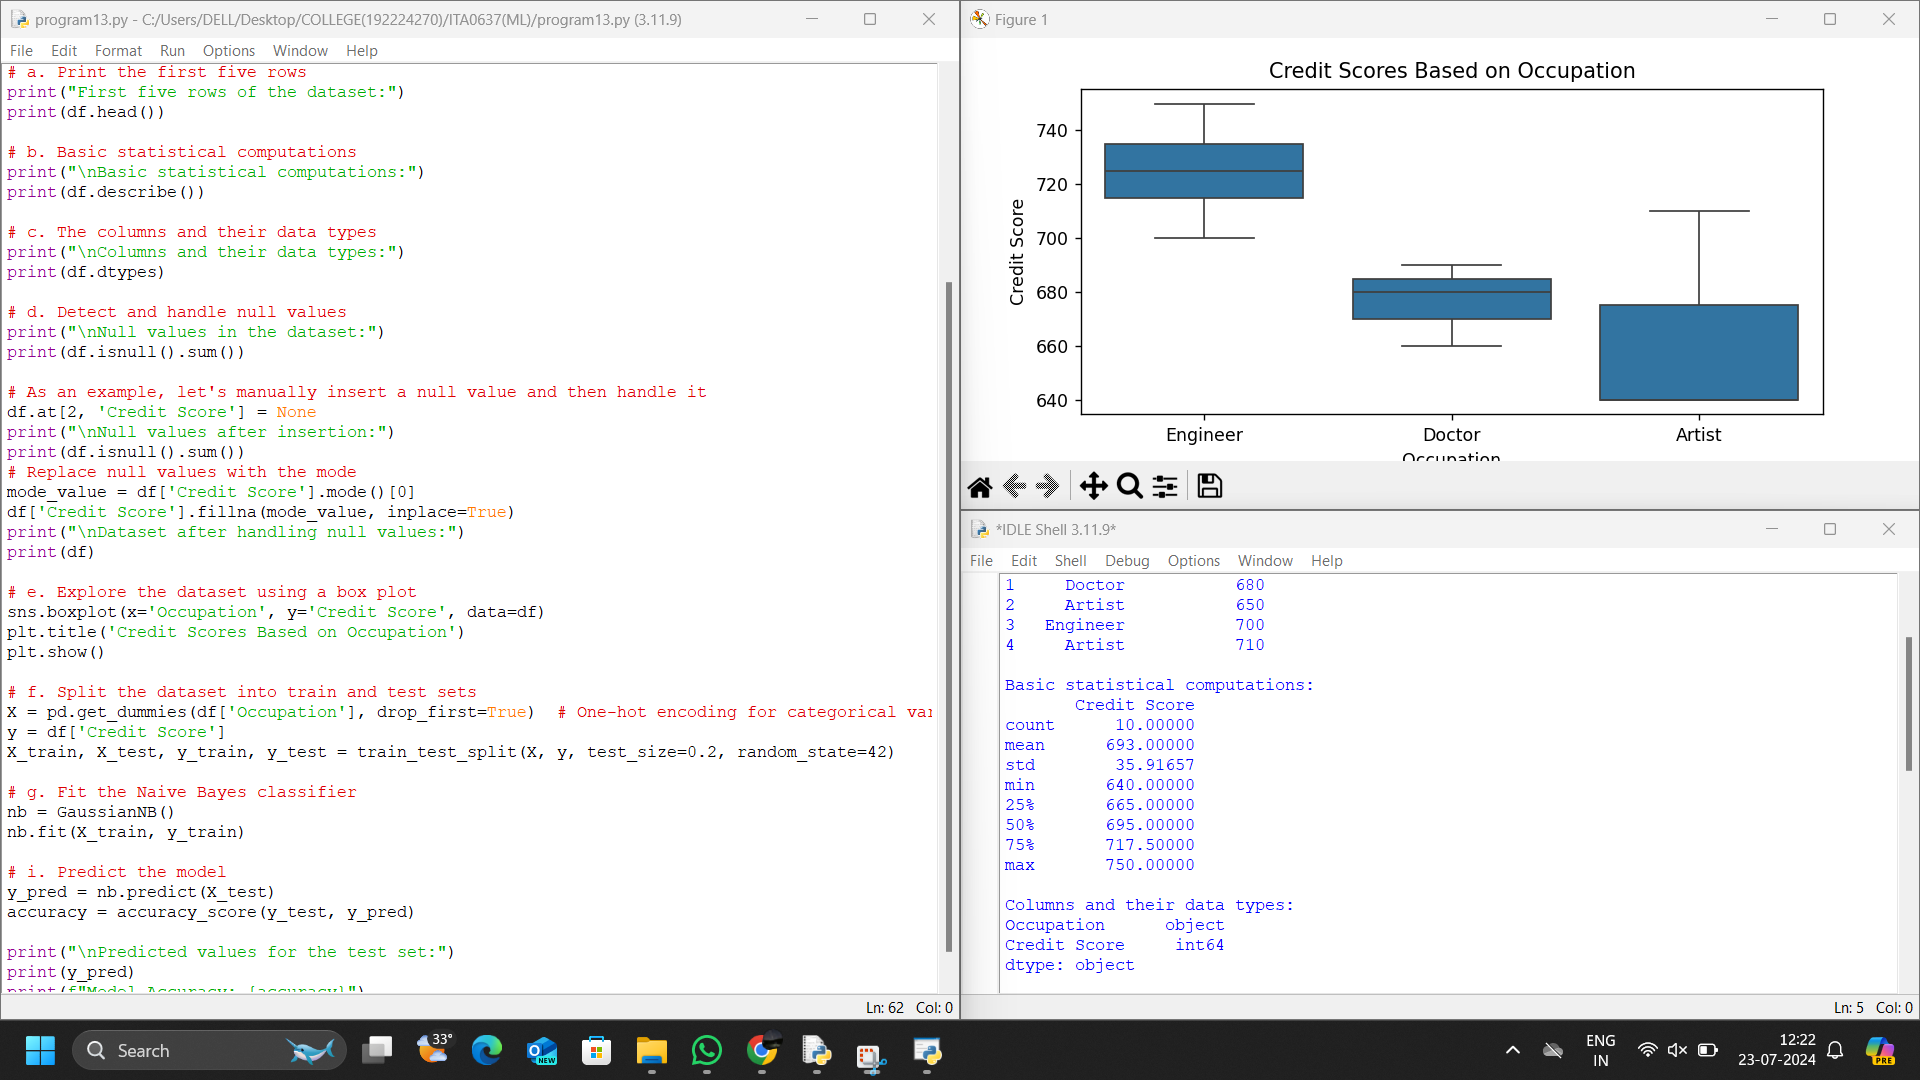 program13.py - C:/Users/DELL/Desktop/COLLEGE(192224270)/ITA0637(ML)/program13.py (3.11.9)
File Edit Format Run Options Window Help
# a. Print the first five rows
print("First five rows of the dataset:")
print(df.head())
# b. Basic statistical computations
print("\nBasic statistical computations:")
print(df.describe())
# c. The columns and their data types
print("\nColumns and their data types:")
print(df.dtypes)
# d. Detect and handle null values
print("\nNull values in the dataset:")
print(df.isnull().sum())
# As an example, let's manually insert a null value and then handle it
df.at[2, 'Credit Score'] = None
print("\nNull values after insertion:")
print(df.isnull().sum())
# Replace null values with the mode
mode_value = df['Credit Score'].mode()[0]
df['Credit Score'].fillna(mode_value, inplace=True)
print("\nDataset after handling null values:")
print(df)
# e. Explore the dataset using a box plot
sns.boxplot(x='Occupation', y='Credit Score', data=df)
plt.title('Credit Scores Based on Occupation')
plt.show()
# f. Split the dataset into train and test sets
X = pd.get_dummies(df['Occupation'], drop_first=True)  # One-hot encoding for categorical var
y = df['Credit Score']
X_train, X_test, y_train, y_test = train_test_split(X, y, test_size=0.2, random_state=42)
# g. Fit the Naive Bayes classifier
nb = GaussianNB()
nb.fit(X_train, y_train)
# i. Predict the model
y_pred = nb.predict(X_test)
accuracy = accuracy_score(y_test, y_pred)
print("\nPredicted values for the test set:")
print(y_pred)
print(f"Model Accuracy: {accuracy}")
Ln: 62 Col: 0
Figure 1
Credit Scores Based on Occupation
Credit Score
740
720
700
680
660
640
Engineer Doctor Artist
Occupation
*IDLE Shell 3.11.9*
File Edit Shell Debug Options Window Help
1 Doctor 680
2 Artist 650
3 Engineer 700
4 Artist 710
Basic statistical computations:
Credit Score
count 10.00000
mean 693.00000
std 35.91657
min 640.00000
25% 665.00000
50% 695.00000
75% 717.50000
max 750.00000
Columns and their data types:
Occupation object
Credit Score int64
dtype: object
Ln: 5 Col: 0
Search
33°
NEW
ENG
IN
12:22
23-07-2024
PRE